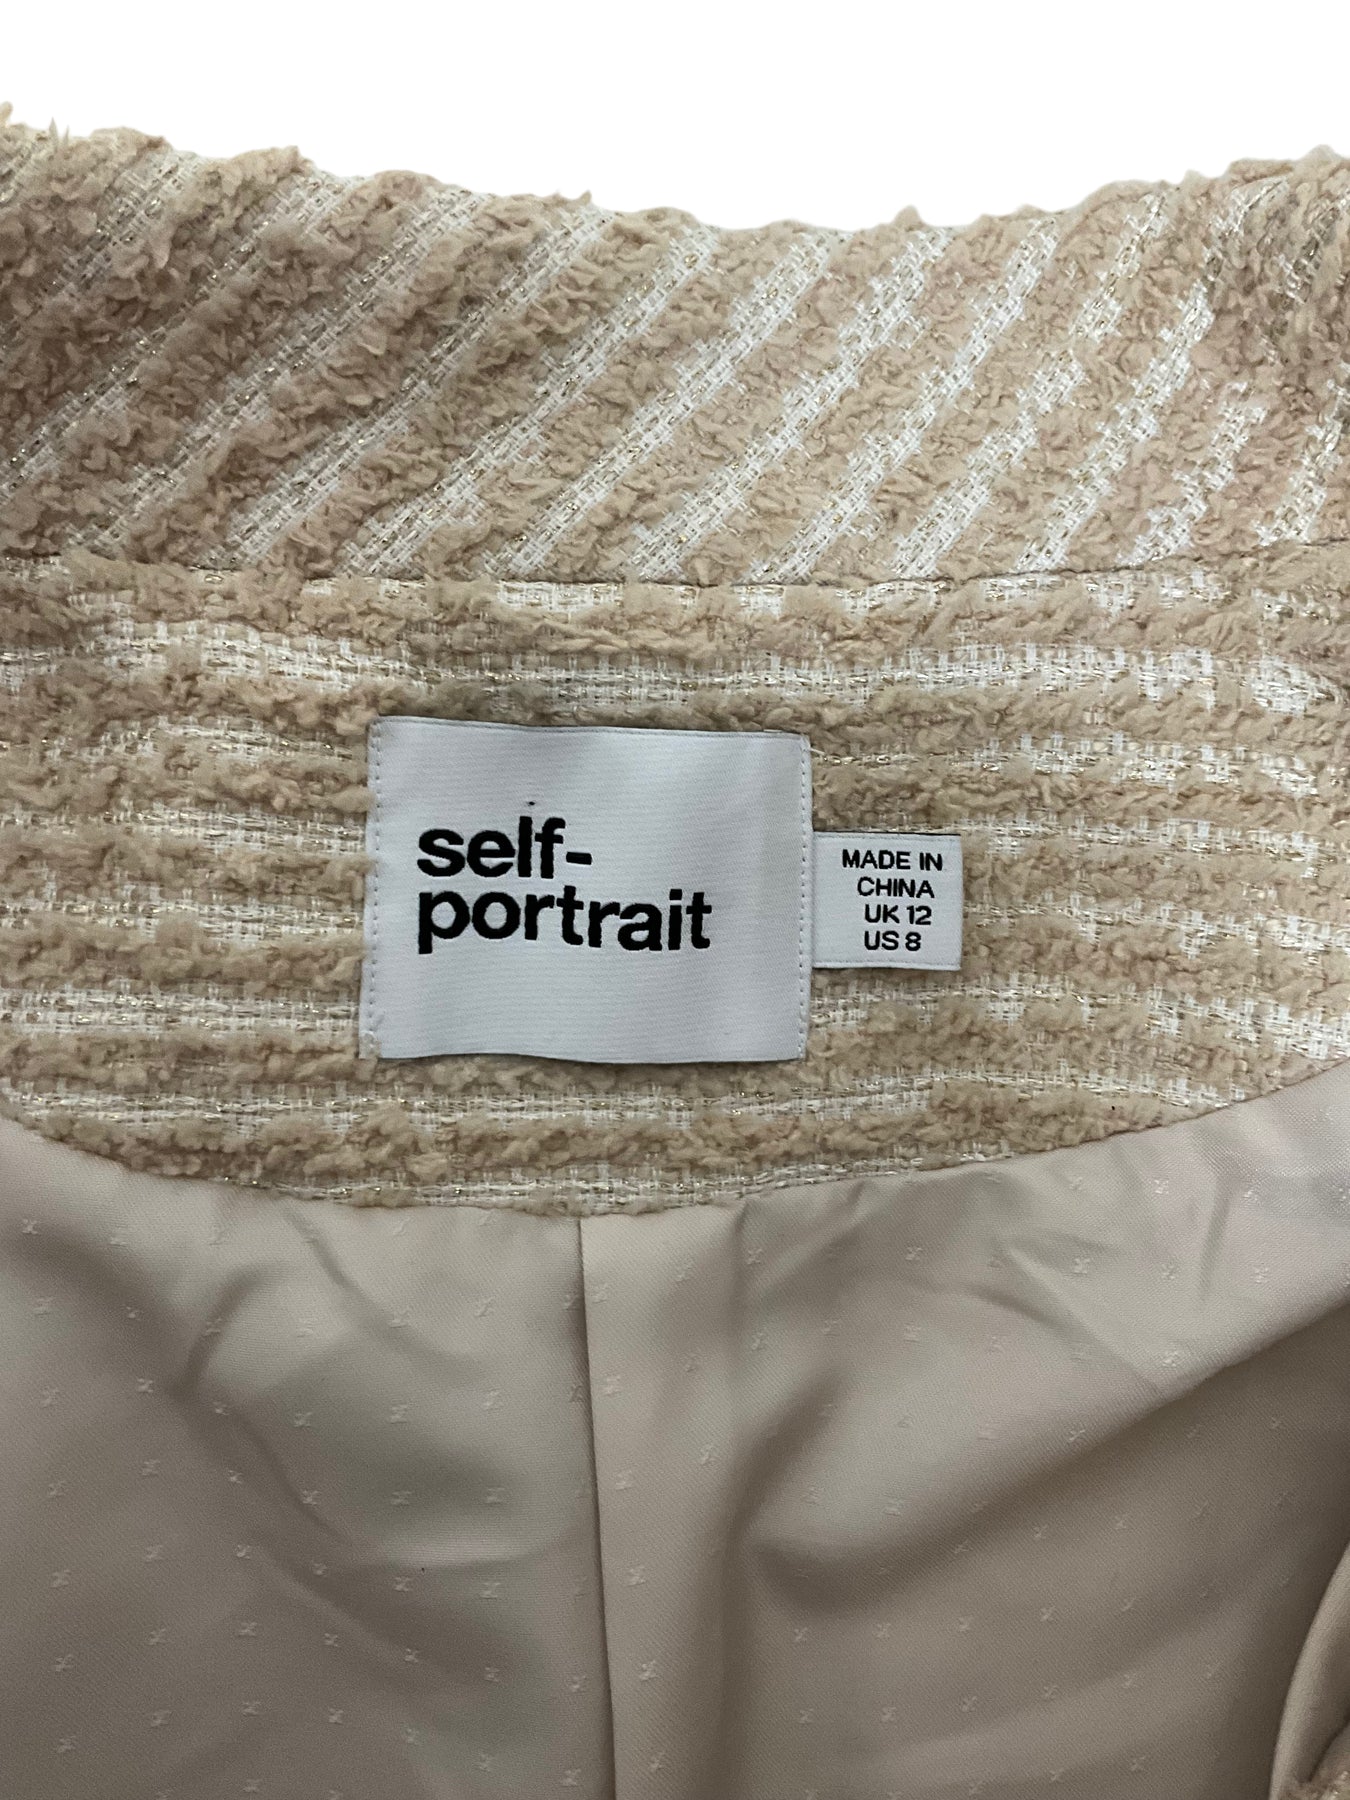 self-
portrait
MADE IN
CHINA
UK 12
US 8